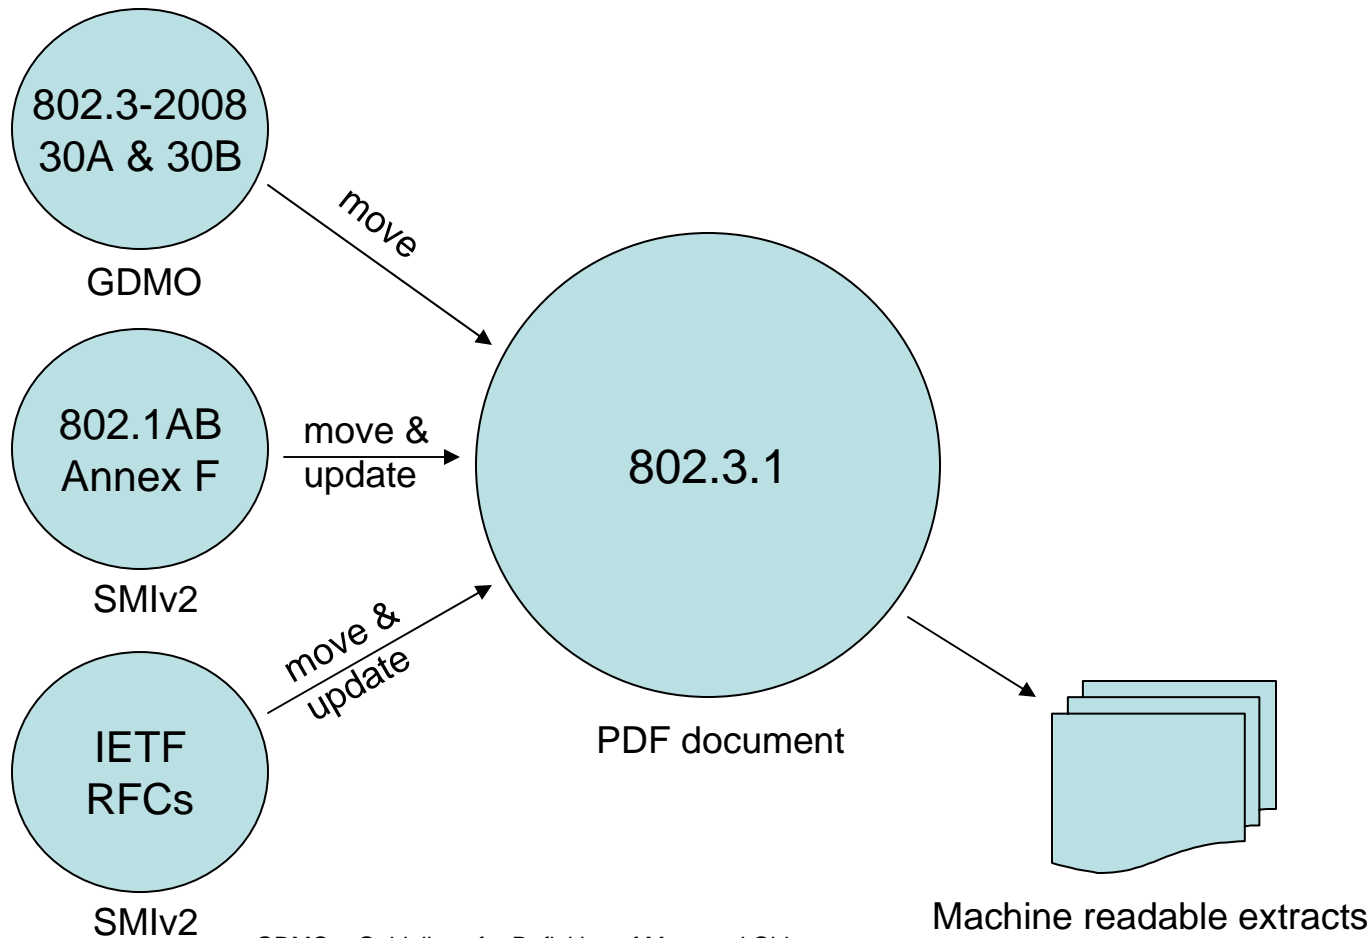 802.3-2008
30A & 30B
GDMO
move
802.1AB
Annex F
SMIv2
move &
update
IETF
RFCs
SMIv2
move &
update
802.3.1
PDF document
Machine readable extracts